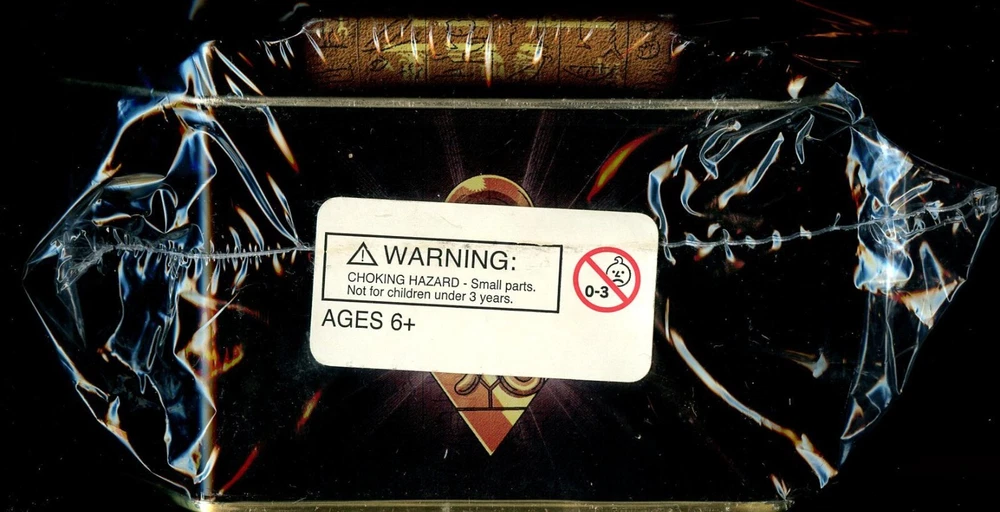 WARNING:
CHOKING HAZARD - Small parts.
Not for children under 3 years.
0-3
AGES 6+